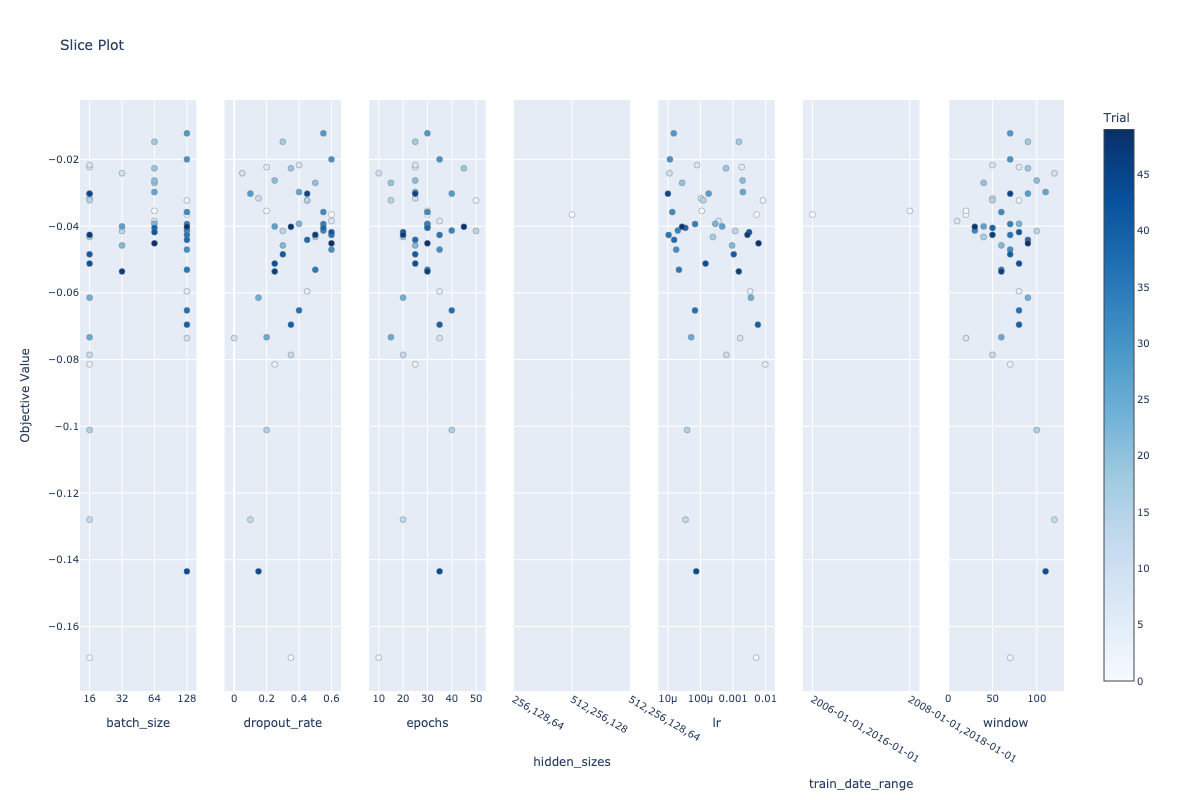 Slice Plot
Trial
Objective Value
−0.02
−0.04
−0.06
−0.08
−0.1
−0.12
−0.14
−0.16
16 32 64 128
batch_size
0 0.2 0.4 0.6
dropout_rate
10 20 30 40 50
epochs
256,128,64
512,256,128
512,256,128,64
hidden_sizes
10μ 100μ 0.001 0.01
lr
2006-01-01,2016-01-01
2008-01-01,2018-01-01
train_date_range
0 50 100
window
45
40
35
30
25
20
15
10
5
0